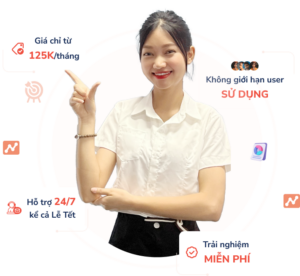 Giá chỉ từ
125K/tháng
Không giới hạn user
SỬ DỤNG
Hỗ trợ 24/7
kể cả Lễ Tết
Trải nghiệm
MIỄN PHÍ